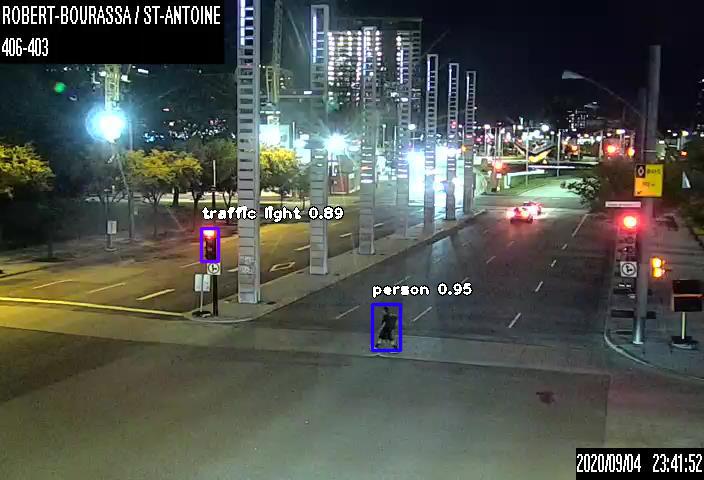 ROBERT-BOURASSA / ST-ANTOINE
406-403
traffic light 0.89
person 0.95
2020/09/04 23:41:52